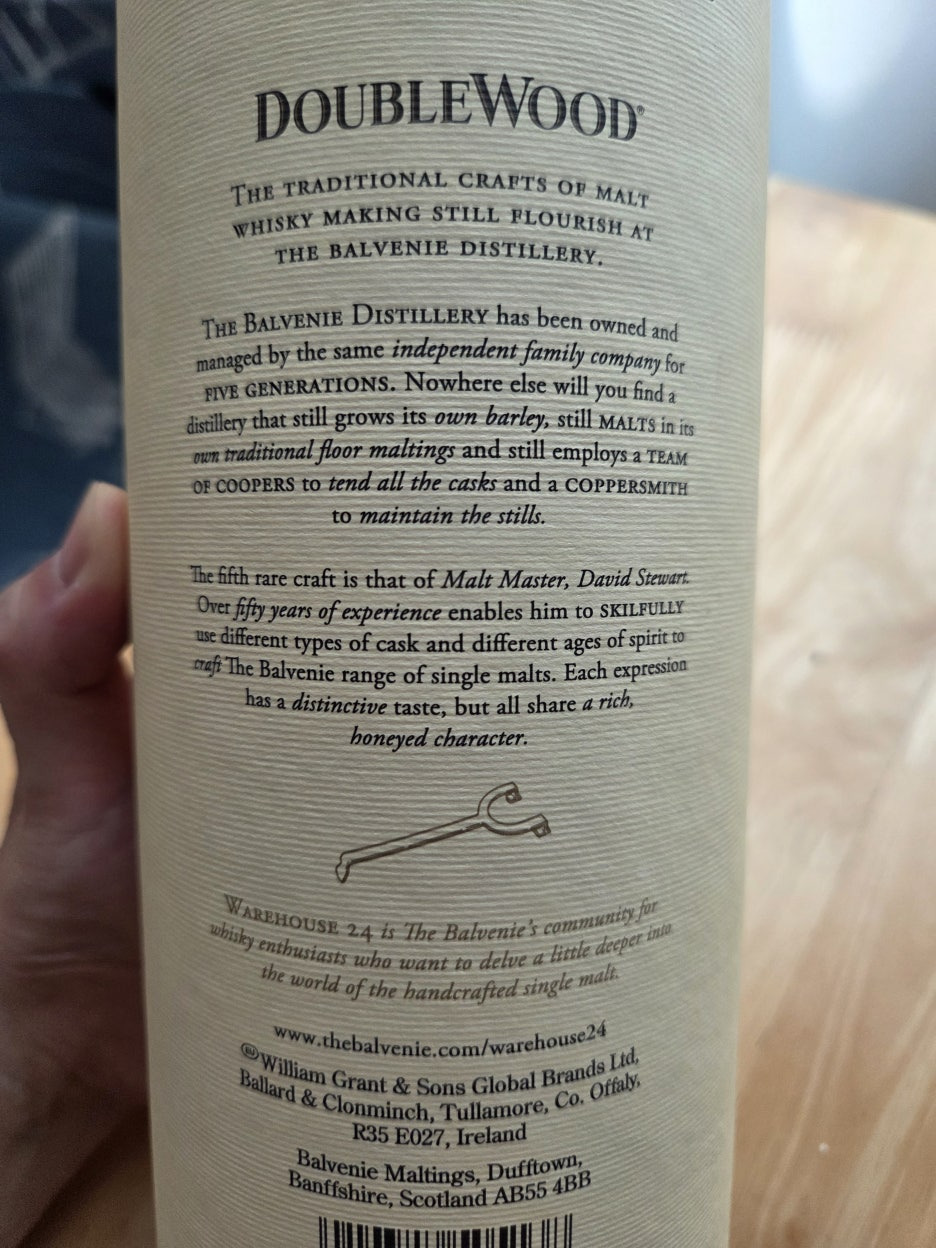 DOUBLEWOOD®
THE TRADITIONAL CRAFTS OF MALT
WHISKY MAKING STILL FLOURISH AT
THE BALVENIE DISTILLERY.
THE BALVENIE DISTILLERY has been owned and
managed by the same independent family company for
FIVE GENERATIONS. Nowhere else will you find a
distillery that still grows its own barley, still MALTS in its
own traditional floor maltings and still employs a TEAM
OF COOPERS to tend all the casks and a COPPERSMITH
to maintain the stills.
The fifth rare craft is that of Malt Master, David Stewart.
Over fifty years of experience enables him to SKILFULLY
use different types of cask and different ages of spirit to
craft The Balvenie range of single malts. Each expression
has a distinctive taste, but all share a rich,
honeyed character.
WAREHOUSE 24 is The Balvenie's community for
whisky enthusiasts who want to delve a little deeper into
the world of the handcrafted single malt.
www.thebalvenie.com/warehouse24
EU William Grant & Sons Global Brands Ltd,
Ballard & Clonminch, Tullamore, Co. Offaly,
R35 E027, Ireland
Balvenie Maltings, Dufftown,
Banffshire, Scotland AB55 4BB